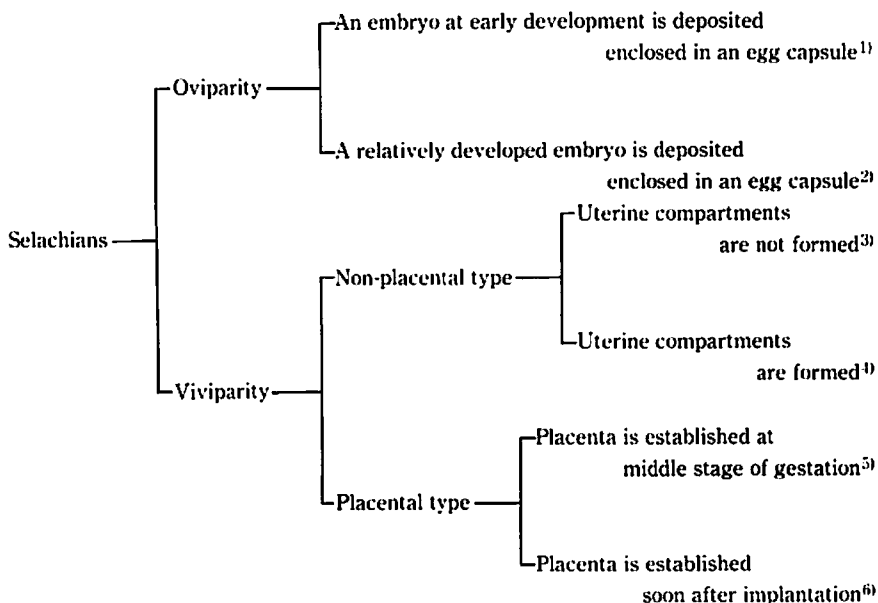 An embryo at early development is deposited
enclosed in an egg capsule1)
Oviparity
A relatively developed embryo is deposited
enclosed in an egg capsule2)
Selachians
Uterine compartments
are not formed3)
Non-placental type
Uterine compartments
are formed4)
Viviparity
Placenta is established at
middle stage of gestation5)
Placental type
Placenta is established
soon after implantation6)